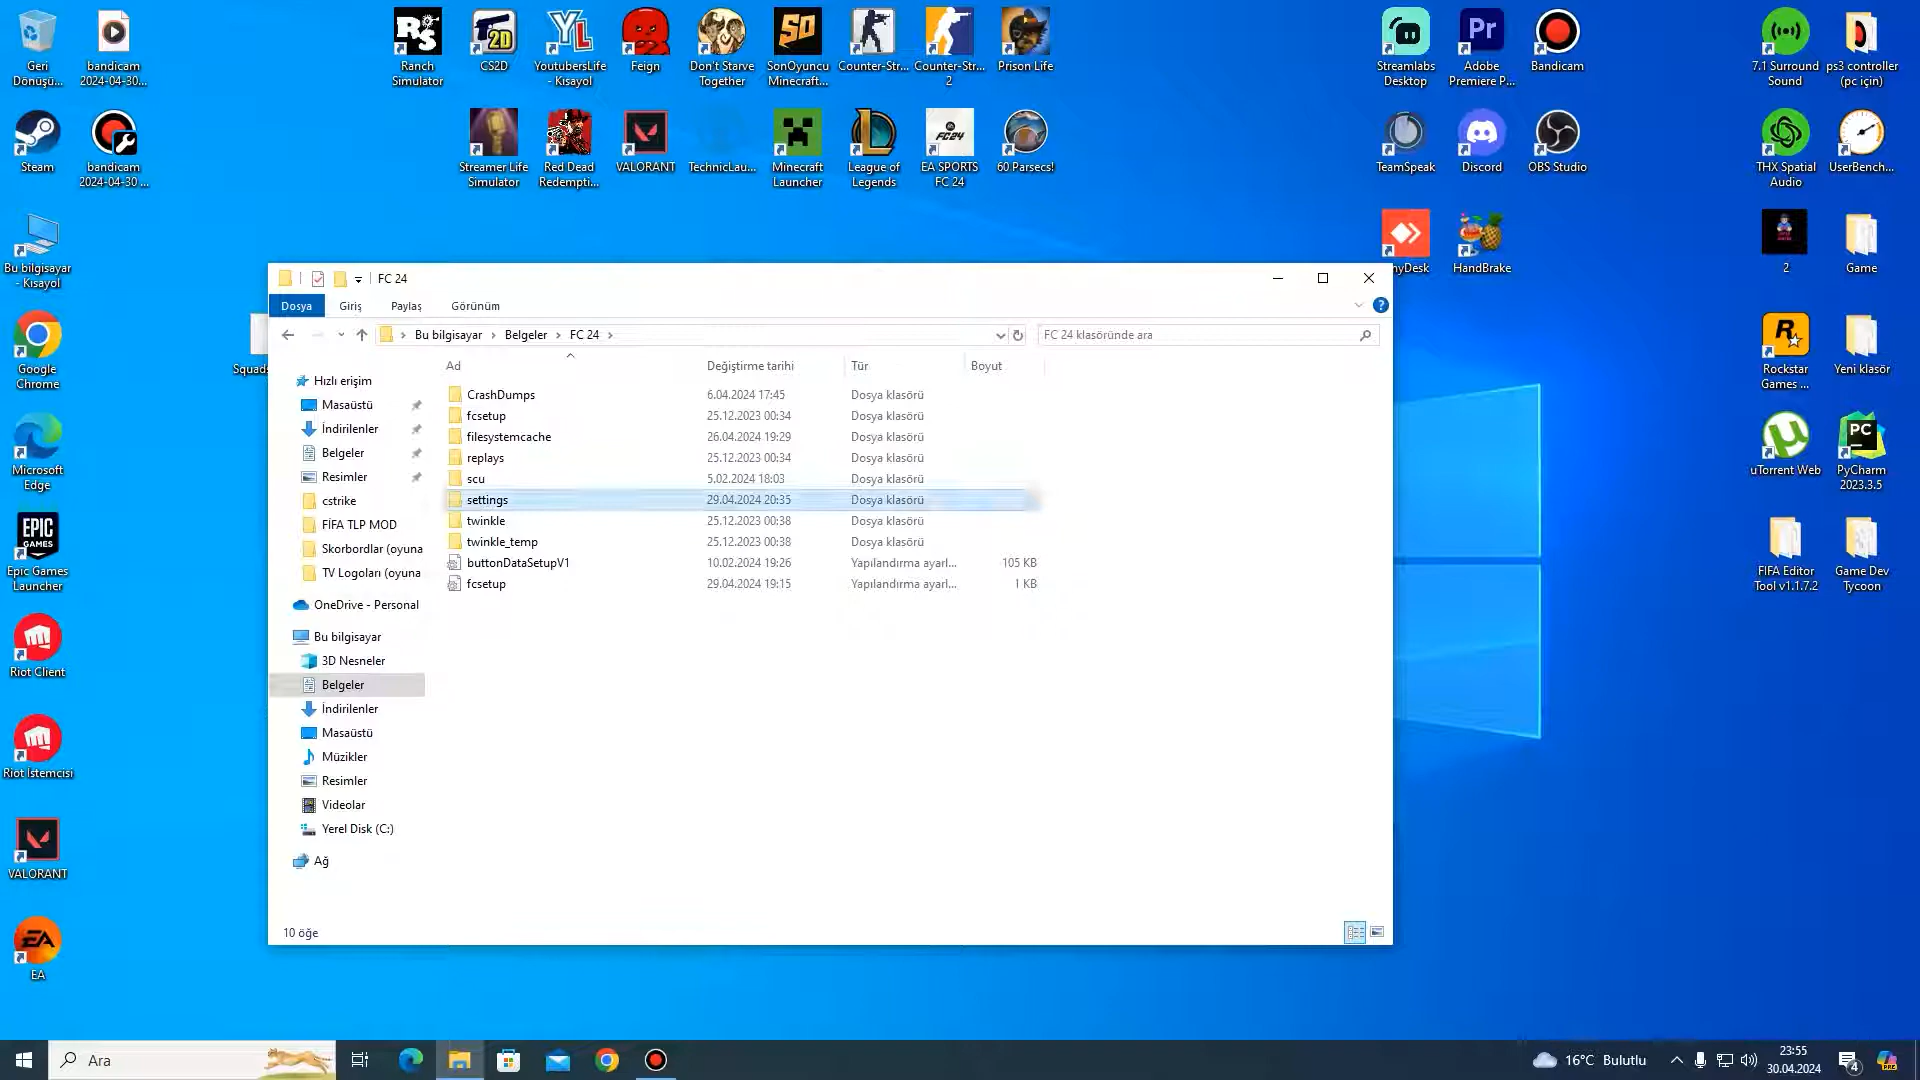 Geri
Dönüşü...
bandicam
2024-04-30...
Ranch
Simulator
CS2D
YoutubersLife
- Kısayol
Feign
Don't Starve
Together
SonOyuncu
Minecraft...
Counter-Str...
Counter-Str...
2
Prison Life
Streamlabs
Desktop
Adobe
Premiere P...
Bandicam
7.1 Surround
Sound
ps3 controller
(pc için)
Steam
bandicam
2024-04-30 ...
Streamer Life
Simulator
Red Dead
Redempti...
VALORANT
TechnicLau...
Minecraft
Launcher
League of
Legends
EA SPORTS
FC 24
60 Parsecs!
TeamSpeak
Discord
OBS Studio
THX Spatial
Audio
UserBench...
Bu bilgisayar
- Kısayol
nyDesk
HandBrake
2
Game
Google
Chrome
Squads
Rockstar
Games ...
Yeni klasör
Microsoft
Edge
uTorrent Web
PyCharm
2023.3.5
Epic Games
Launcher
FIFA Editor
Tool v1.1.7.2
Game Dev
Tycoon
Riot Client
Riot İstemcisi
VALORANT
EA
FC 24
Dosya
Giriş
Paylaş
Görünüm
Bu bilgisayar
Belgeler
FC 24
FC 24 klasöründe ara
Ad
Değiştirme tarihi
Tür
Boyut
CrashDumps 6.04.2024 17:45 Dosya klasörü
fcsetup 25.12.2023 00:34 Dosya klasörü
filesystemcache 26.04.2024 19:29 Dosya klasörü
replays 25.12.2023 00:34 Dosya klasörü
scu 5.02.2024 18:03 Dosya klasörü
settings 29.04.2024 20:35 Dosya klasörü
twinkle 25.12.2023 00:38 Dosya klasörü
twinkle_temp 25.12.2023 00:38 Dosya klasörü
buttonDataSetupV1 10.02.2024 19:26 Yapılandırma ayarl... 105 KB
fcsetup 29.04.2024 19:15 Yapılandırma ayarl... 1 KB
Hızlı erişim
Masaüstü
İndirilenler
Belgeler
Resimler
cstrike
FİFA TLP MOD
Skorbordlar (oyuna
TV Logoları (oyuna
OneDrive - Personal
Bu bilgisayar
3D Nesneler
Belgeler
İndirilenler
Masaüstü
Müzikler
Resimler
Videolar
Yerel Disk (C:)
Ağ
10 öğe
Ara
16°C Bulutlu
23:55
30.04.2024
4